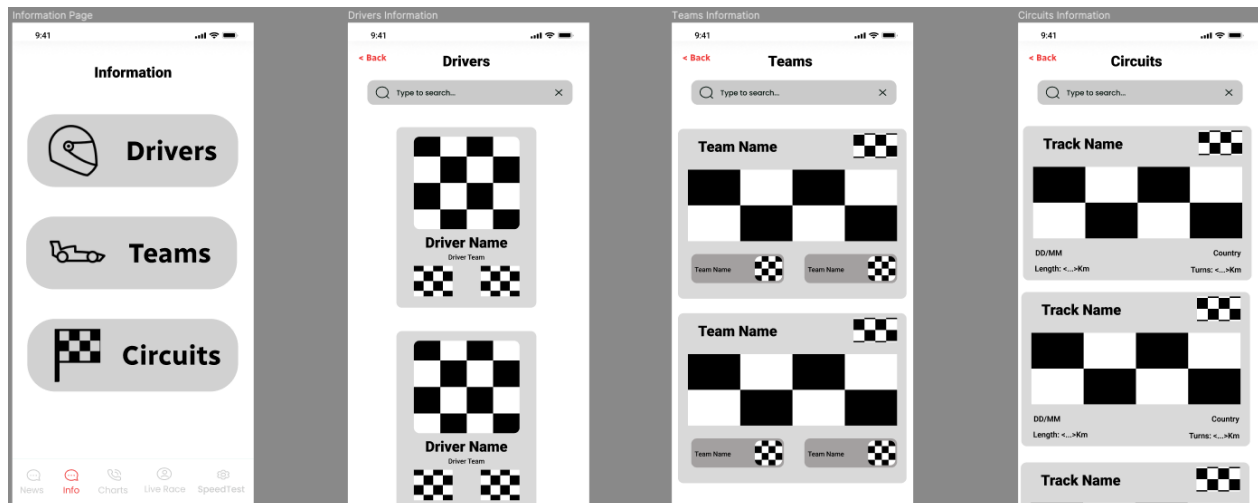 Information Page
9:41
Information
Drivers
Teams
Circuits
News
Info
Charts
Live Race
SpeedTest
Drivers Information
9:41
< Back
Drivers
Type to search...
Driver Name
Driver Team
Driver Name
Driver Team
Teams Information
9:41
< Back
Teams
Type to search...
Team Name
Team Name
Team Name
Team Name
Team Name
Team Name
Circuits Information
9:41
< Back
Circuits
Type to search...
Track Name
DD/MM
Country
Length: <...>Km
Turns: <...>Km
Track Name
DD/MM
Country
Length: <...>Km
Turns: <...>Km
Track Name